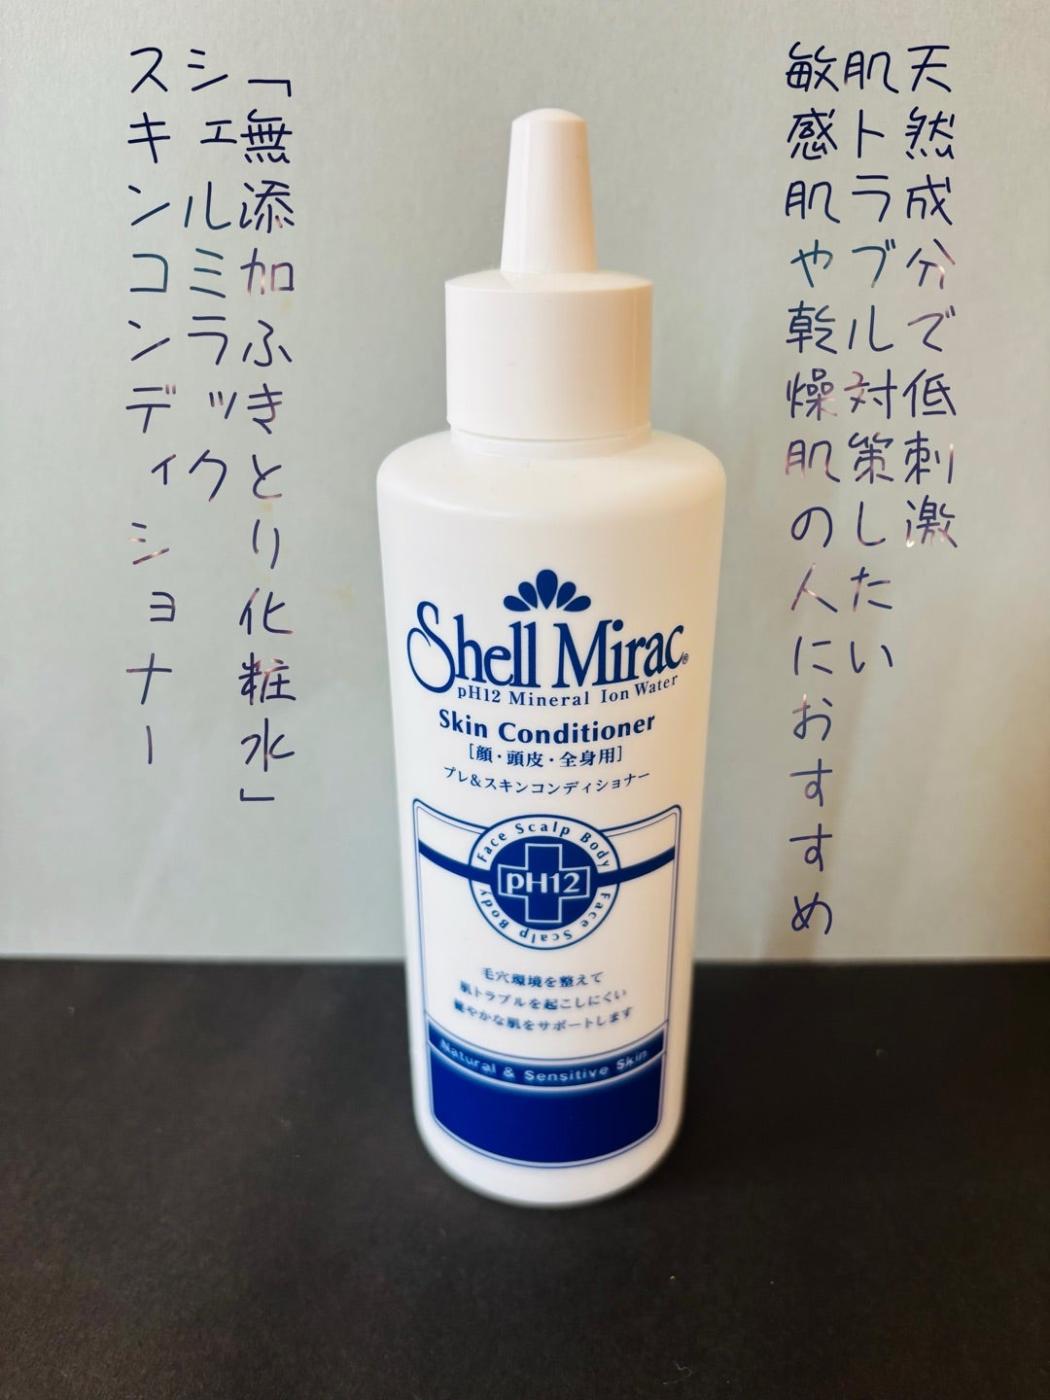 天然成分で低刺激
肌トラブル対策したい
敏感肌や乾燥肌の人におすすめ
「無添加ふきとり化粧水」
シェルミラック
スキンコンディショナー
Shell Mirac®
pH12 Mineral Ion Water
Skin Conditioner
[顔・頭皮・全身用]
プレ&スキンコンディショナー
Face Scalp Body
pH12
Face Scalp Body
毛穴環境を整えて
肌トラブルを起こしにくい
健やかな肌をサポートします
Natural & Sensitive Skin